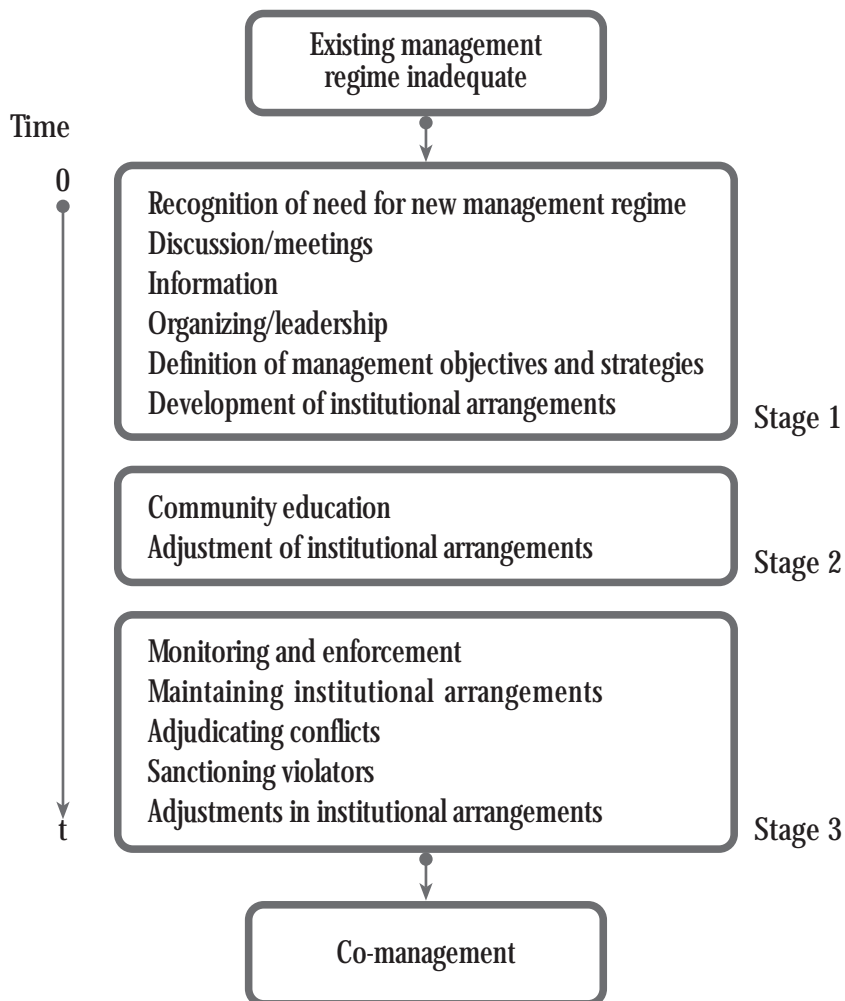 Existing management
regime inadequate
Time
0
Recognition of need for new management regime
Discussion/meetings
Information
Organizing/leadership
Definition of management objectives and strategies
Development of institutional arrangements
Stage 1
Community education
Adjustment of institutional arrangements
Stage 2
Monitoring and enforcement
Maintaining institutional arrangements
Adjudicating conflicts
Sanctioning violators
Adjustments in institutional arrangements
t
Stage 3
Co-management